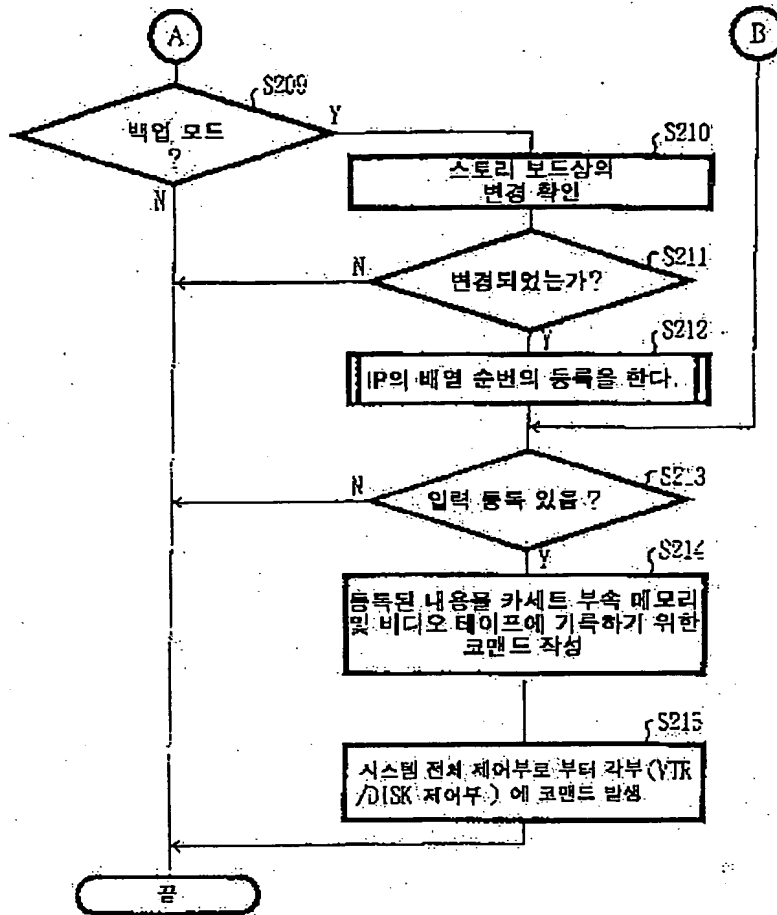 A
B
S209
백업 모드
?
Y
N
S210
스토리 보드상의
변경 확인
S211
N
변경되었는가?
Y
S212
IP의 배열 순번의 등록을 한다.
S213
N
입력 등록 있음?
Y
S214
등록된 내용을 카세트 부속 메모리
및 비디오 테이프에 기록하기 위한
코맨드 작성
S215
시스템 전체 제어부로 부터 각부(VTR
/DISK 제어부)에 코맨드 발생
끝